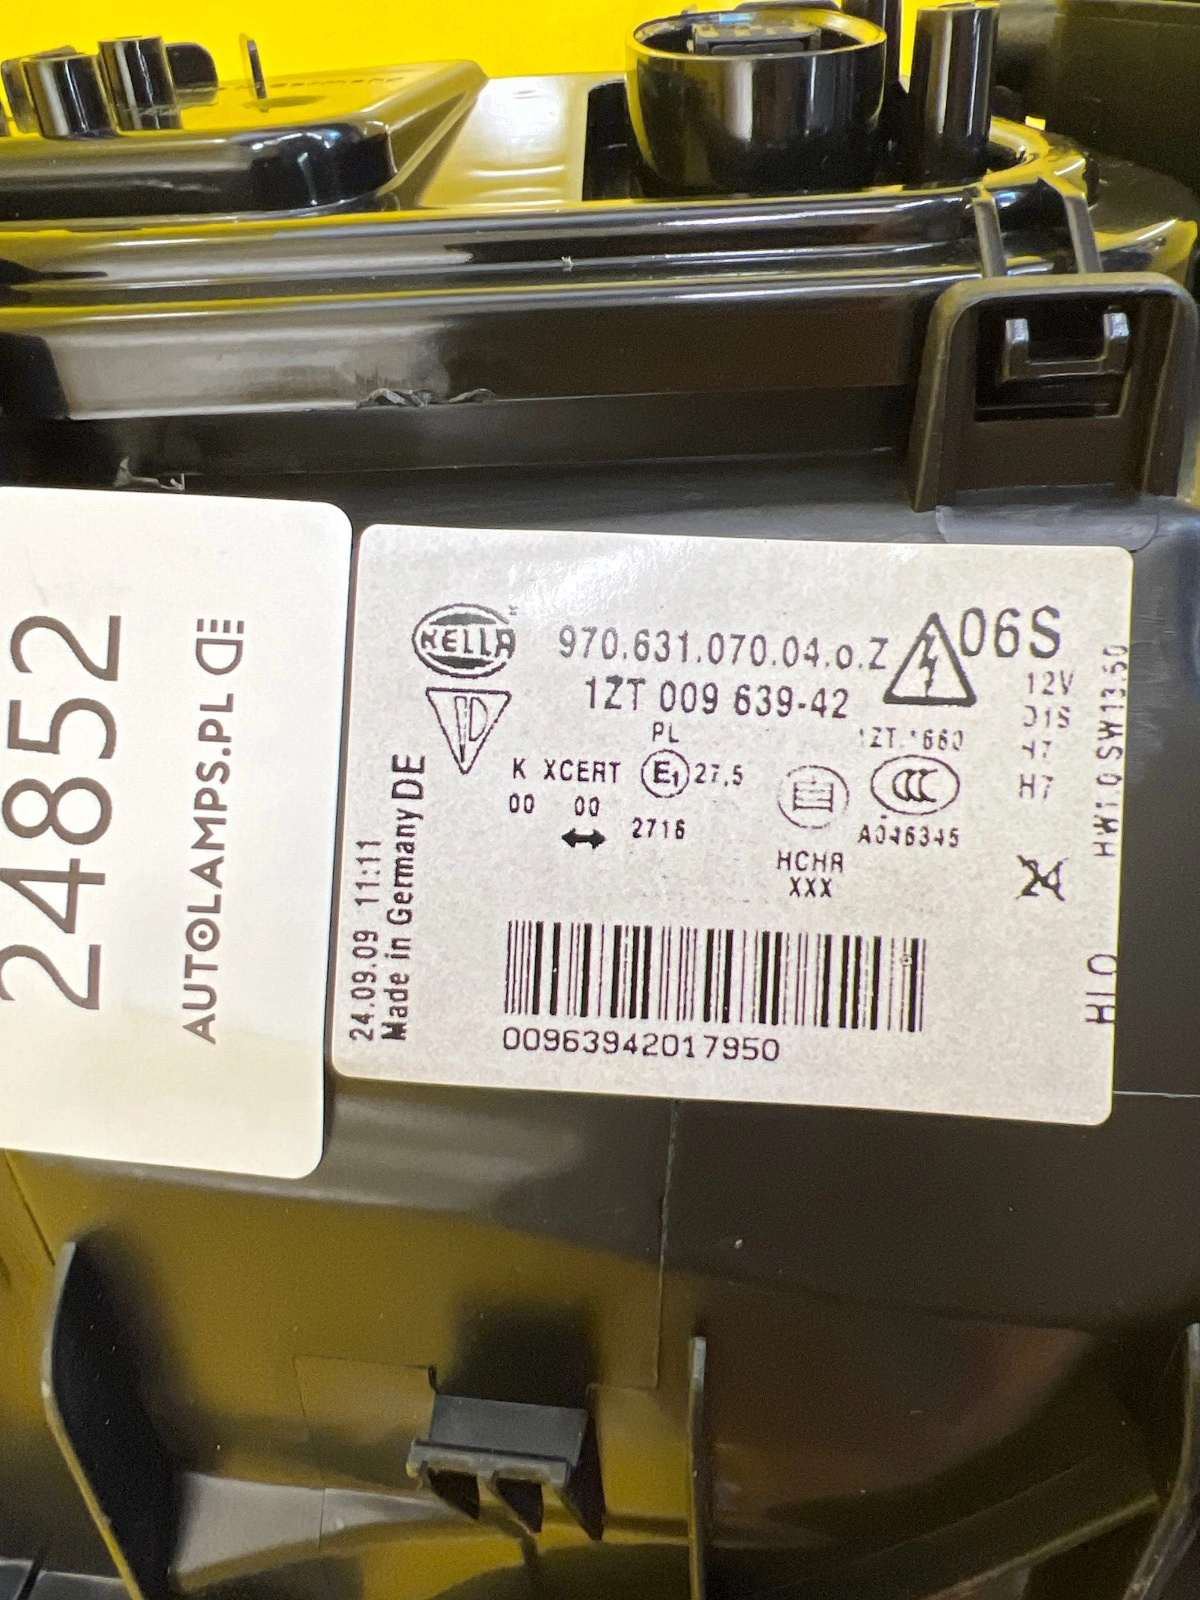 24852
AUTOLAMPS.PL
HELLA
970.631.070.04.o.Z
06S
1ZT 009 639-42
12V
D1S
H7
H7
PL
K XCERT E1 27,5
00 00
2716
CCC
A046345
HCHR
XXX
24
HW1.0 SW13.50
HLO
24.09.09 11:11
Made in Germany DE
00963942017950